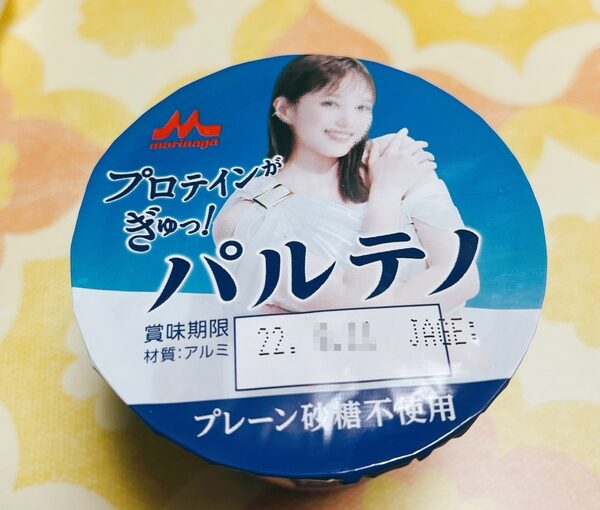 morinaga
プロテインが
ぎゅっ!
パルテノ
賞味期限
材質:アルミ
22.
プレーン砂糖不使用